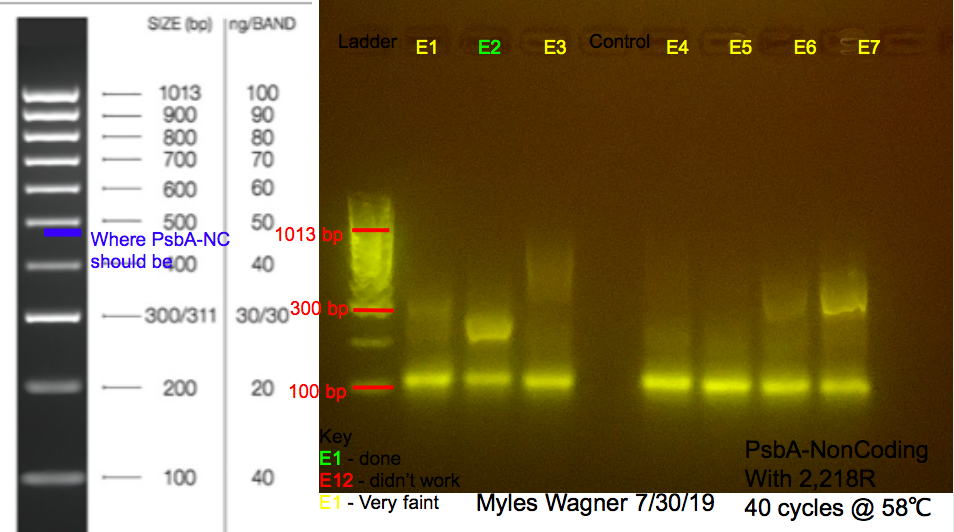 SIZE (bp) ng/BAND
1013 100
900 90
800 80
700 70
600 60
500 50
Where PsbA-NC
should be
400 40
300/311 30/30
200 20
100 40
Ladder E1 E2 E3 Control E4 E5 E6 E7
1013 bp
300 bp
100 bp
Key
E1 - done
E12 - didn't work
E1 - Very faint
Myles Wagner 7/30/19
PsbA-NonCoding
With 2,218R
40 cycles @ 58℃